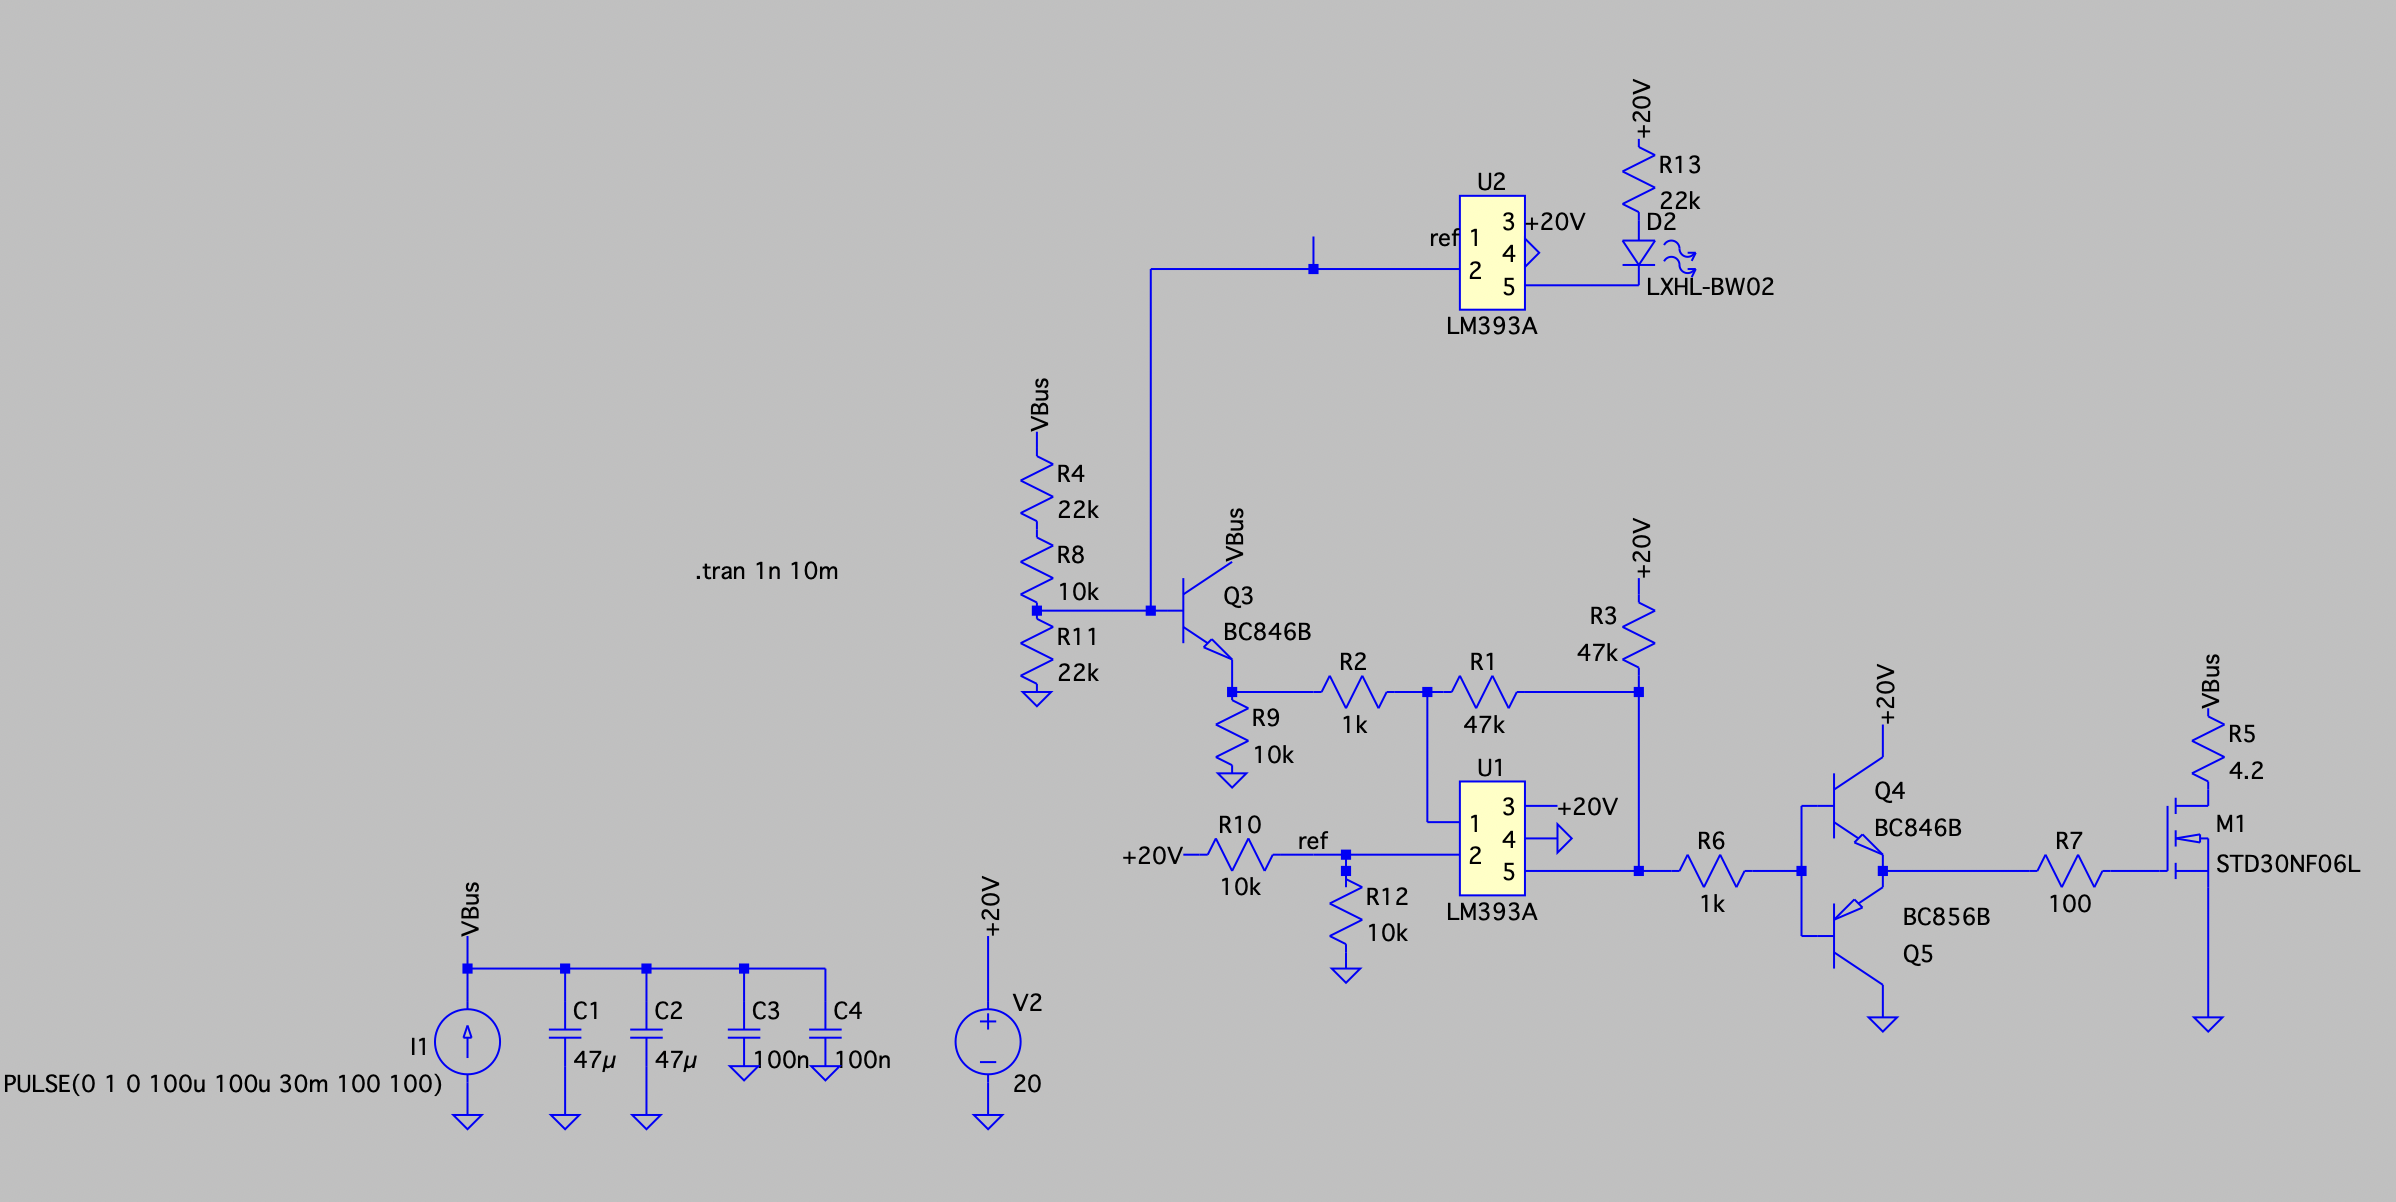 +20V
R13
22k
U2
D2
ref
1
2
3
4
5
+20V
LXHL-BW02
LM393A
VBus
R4
22k
VBus
.tran 1n 10m
R8
10k
Q3
BC846B
R11
22k
+20V
R3
47k
R2
1k
R1
47k
R9
10k
VBus
R5
4.2
+20V
U1
1
2
3
4
5
+20V
LM393A
Q4
BC846B
R10
10k
+20V
ref
R12
10k
R6
1k
R7
100
M1
STD30NF06L
BC856B
Q5
VBus
+20V
I1
C1
47µ
C2
47µ
C3
100n
C4
100n
V2
20
PULSE(0 1 0 100u 100u 30m 100 100)